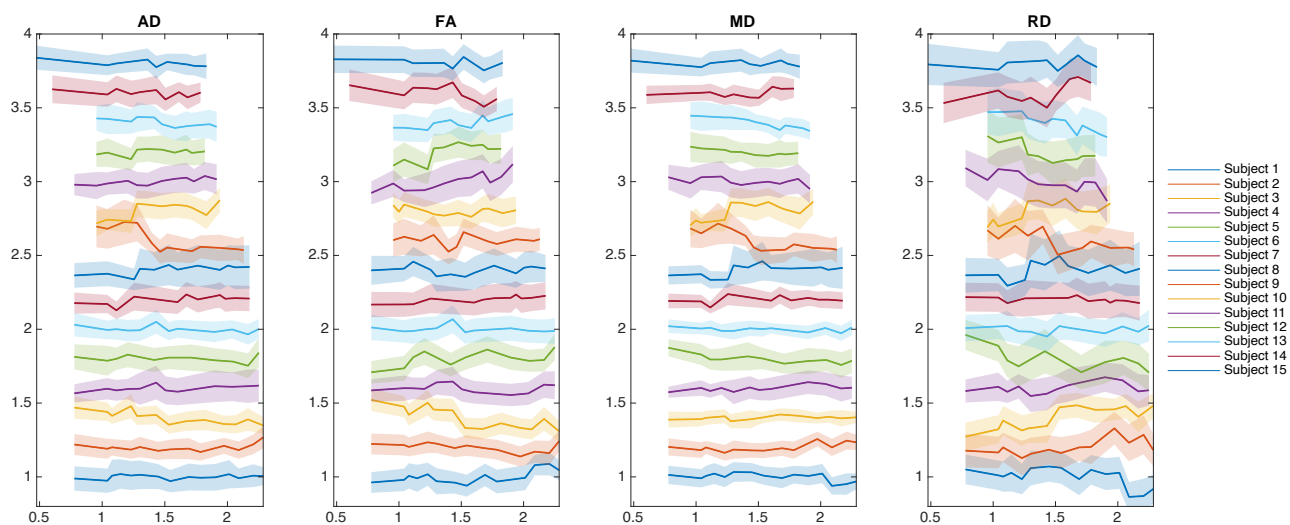 AD
FA
MD
RD
4
3.5
3
2.5
2
1.5
1
0.5
1
1.5
2
4
3.5
3
2.5
2
1.5
1
0.5
1
1.5
2
4
3.5
3
2.5
2
1.5
1
0.5
1
1.5
2
4
3.5
3
2.5
2
1.5
1
0.5
1
1.5
2
Subject 1
Subject 2
Subject 3
Subject 4
Subject 5
Subject 6
Subject 7
Subject 8
Subject 9
Subject 10
Subject 11
Subject 12
Subject 13
Subject 14
Subject 15